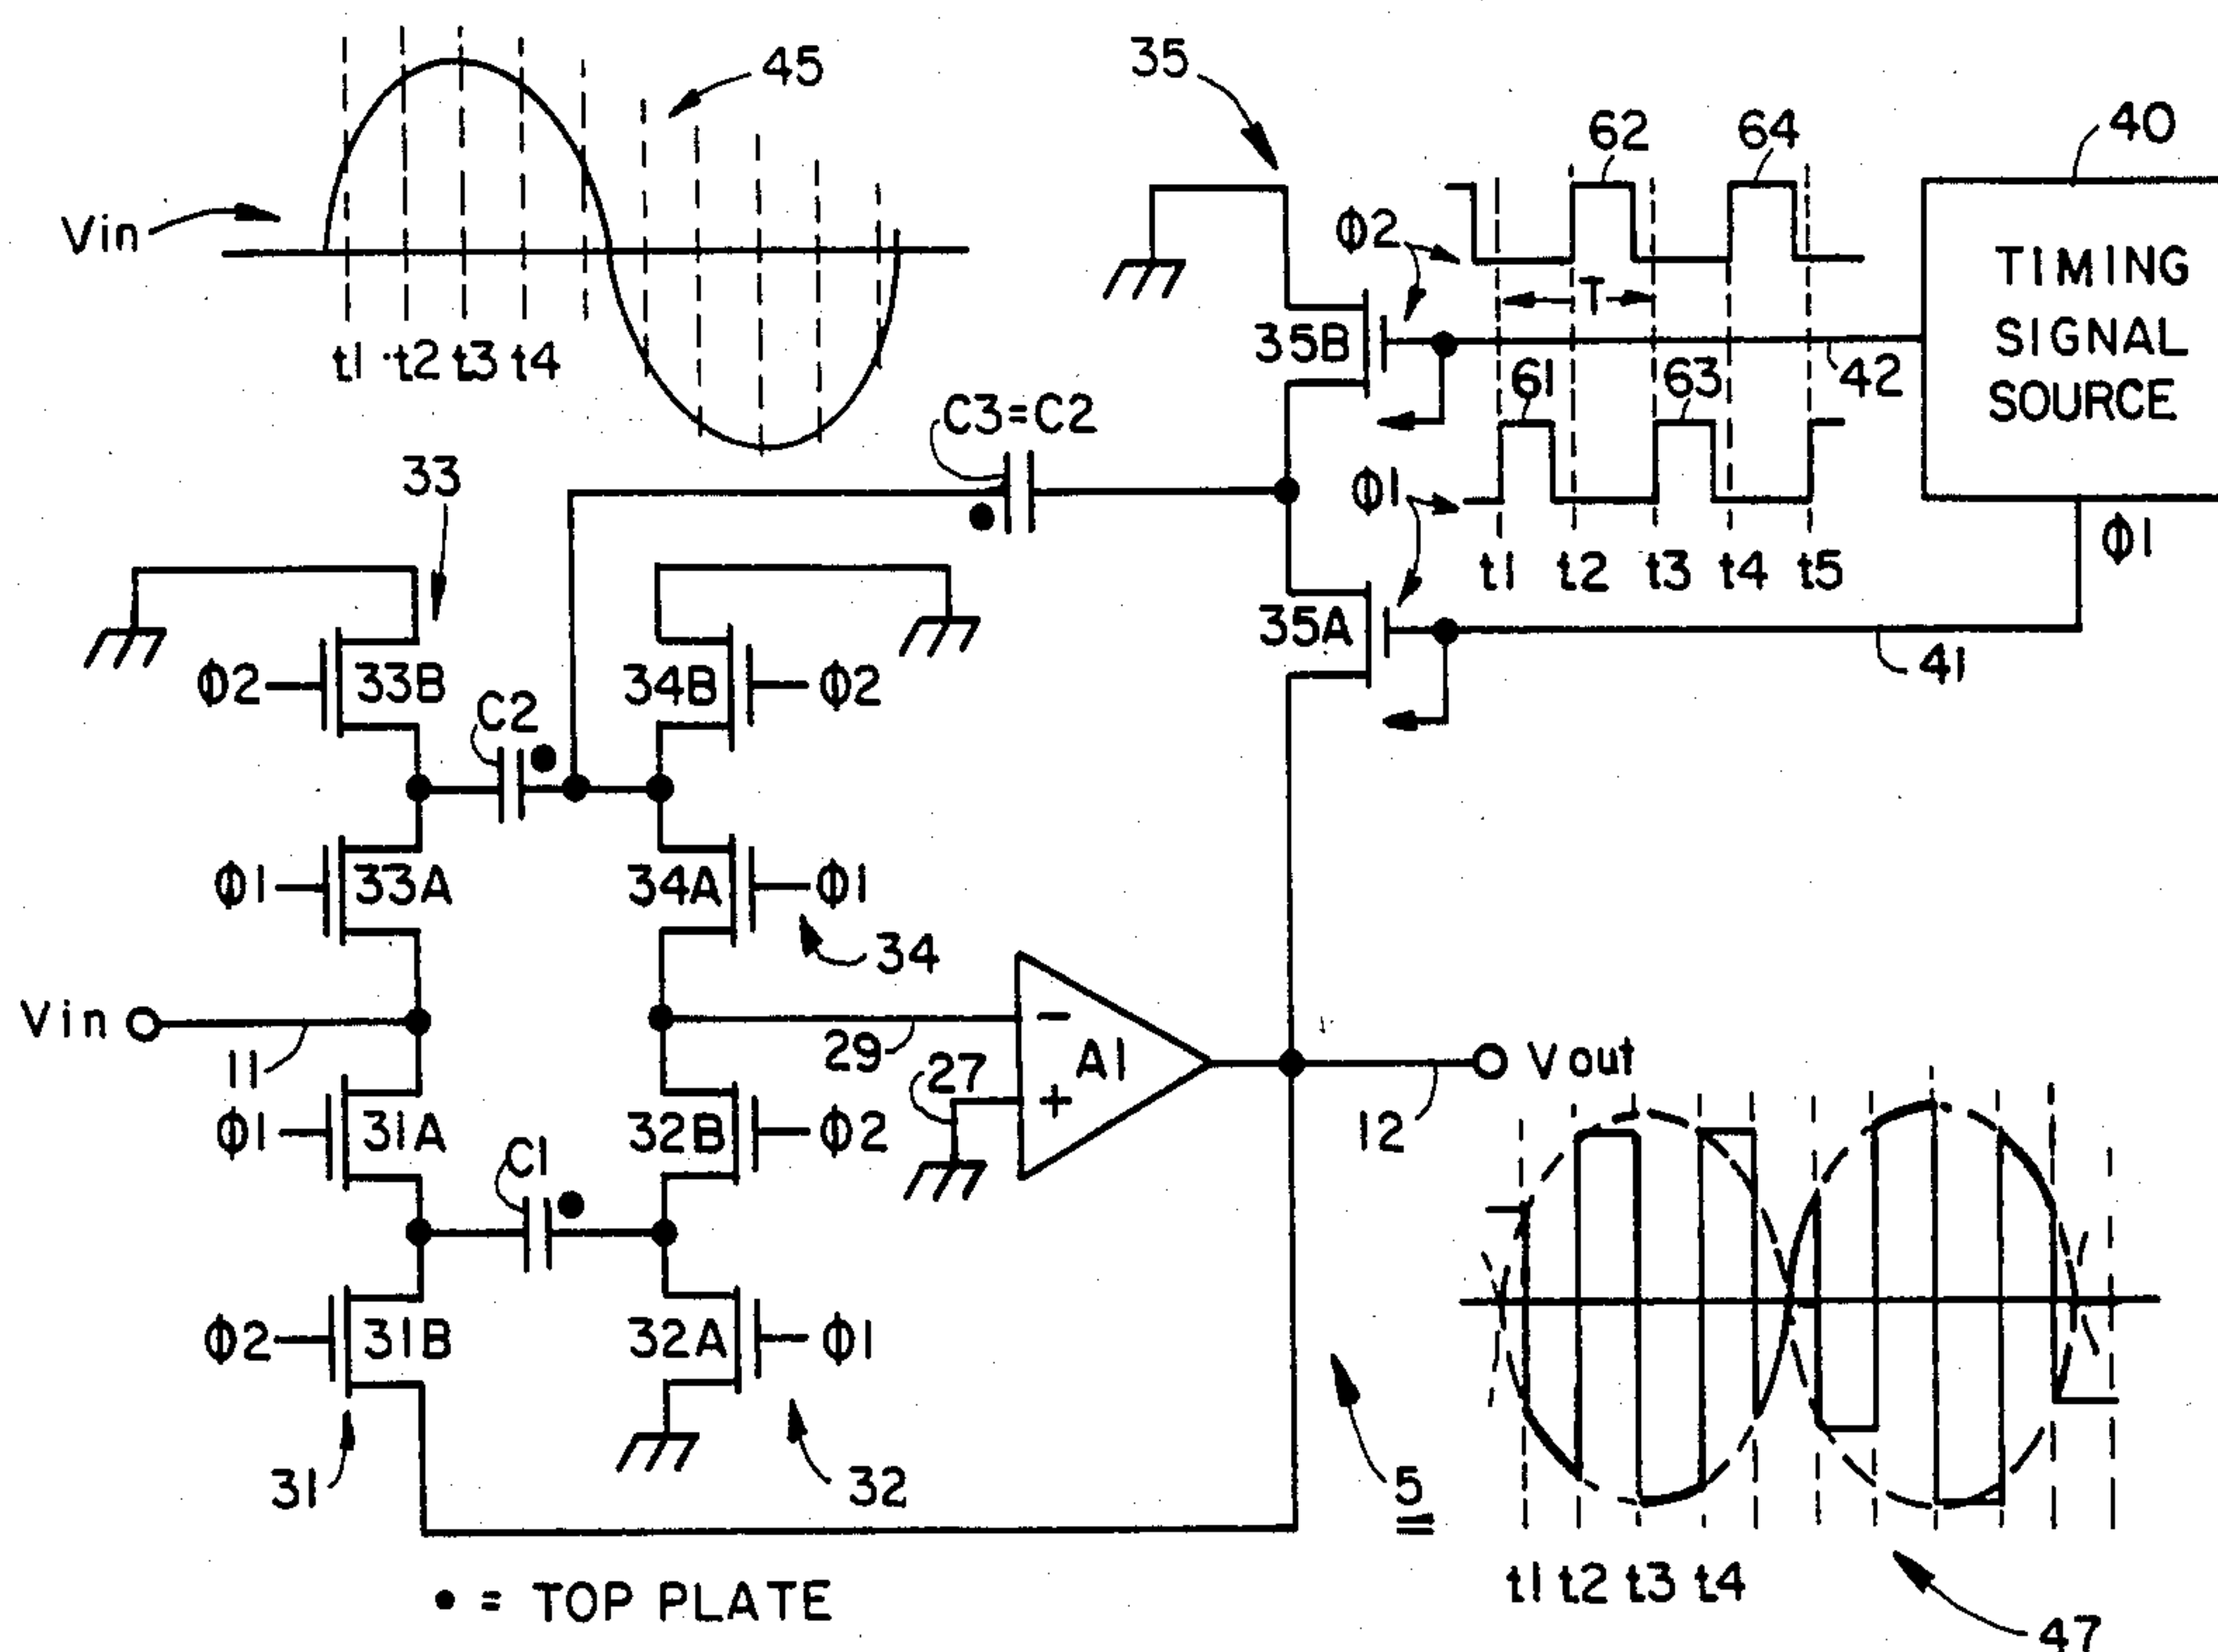 45
35
62
64
40
Vin
Φ2
T
TIMING
SIGNAL
SOURCE
t1 t2 t3 t4
35B
61
63
42
C3=C2
33
Φ1
t1 t2 t3 t4 t5
Φ1
35A
41
Φ2
33B
34B
Φ2
C2
Φ1
33A
34A
Φ1
34
Vin
11
29
27
−
A1
+
Vout
12
Φ1
31A
32B
Φ2
C1
Φ2
31B
32A
Φ1
31
32
5
t1 t2 t3 t4
47
• = TOP PLATE